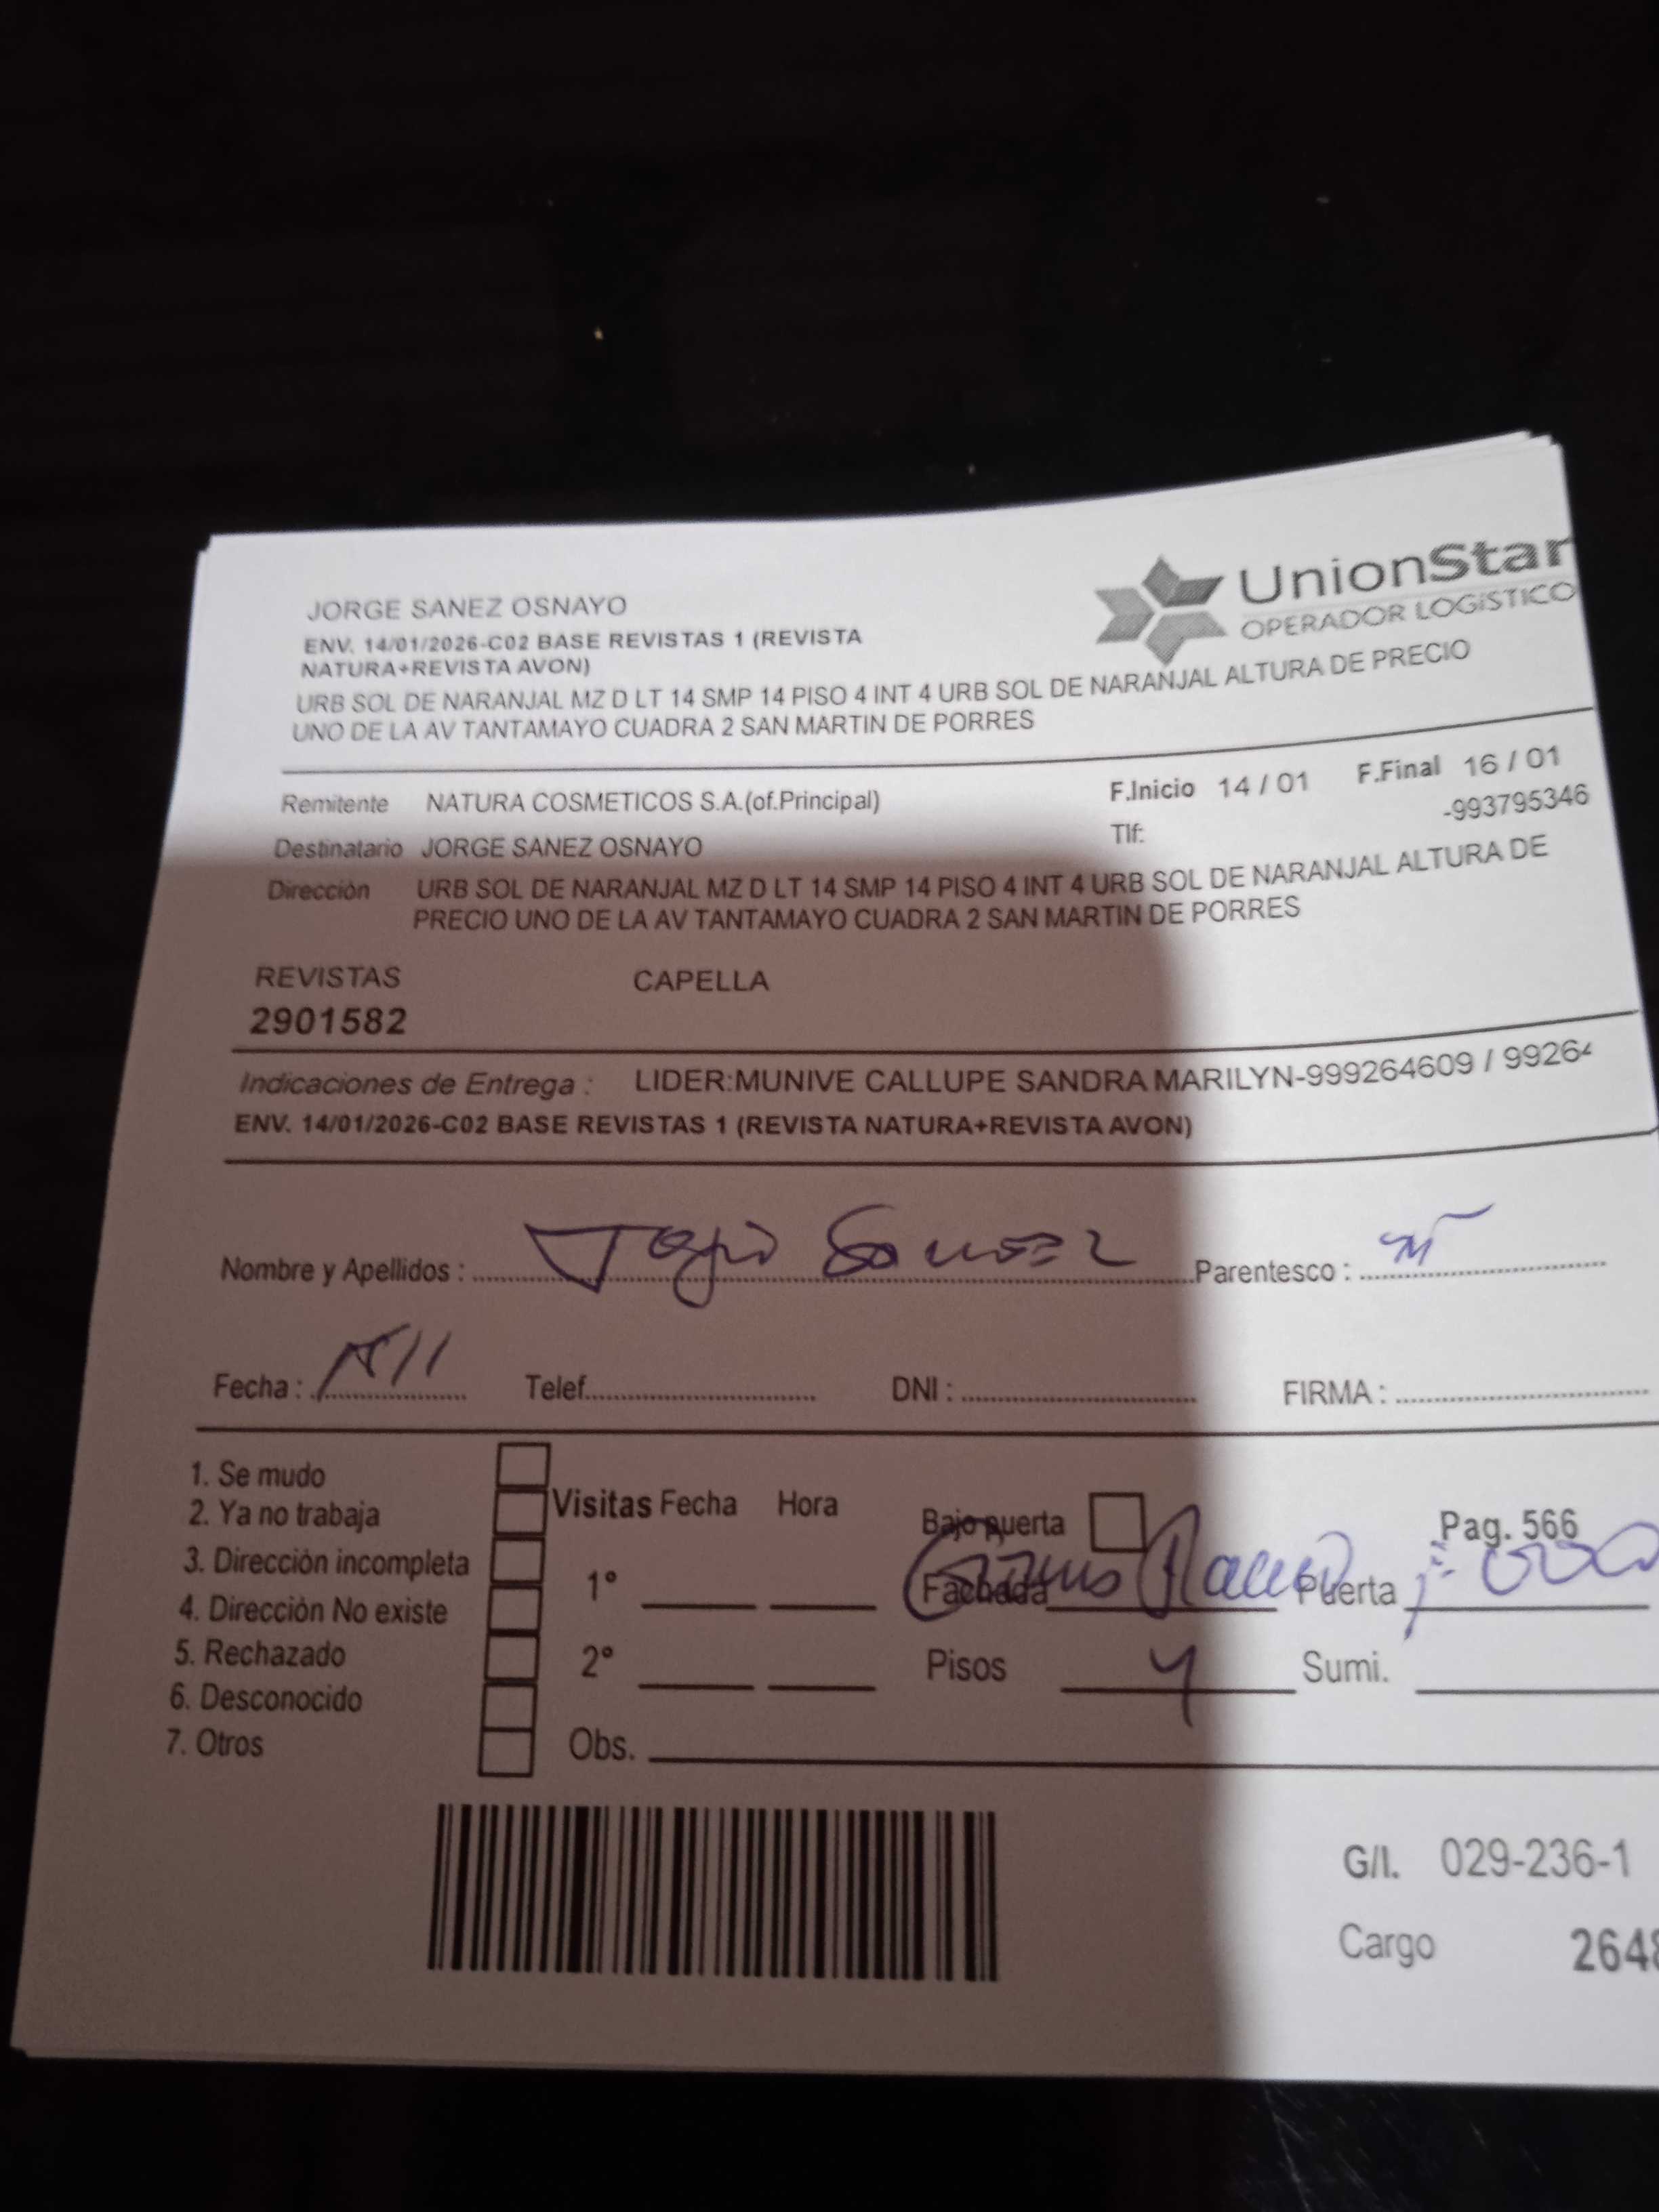 JORGE SANEZ OSNAYO
UnionStar
OPERADOR LOGISTICO
ENV. 14/01/2026-C02 BASE REVISTAS 1 (REVISTA
NATURA+REVISTA AVON)
URB SOL DE NARANJAL MZ D LT 14 SMP 14 PISO 4 INT 4 URB SOL DE NARANJAL ALTURA DE PRECIO
UNO DE LA AV TANTAMAYO CUADRA 2 SAN MARTIN DE PORRES
Remitente NATURA COSMETICOS S.A.(of.Principal) F.Inicio 14 / 01 F.Final 16 / 01
Destinatario JORGE SANEZ OSNAYO Tlf: -993795346
Dirección URB SOL DE NARANJAL MZ D LT 14 SMP 14 PISO 4 INT 4 URB SOL DE NARANJAL ALTURA DE
PRECIO UNO DE LA AV TANTAMAYO CUADRA 2 SAN MARTIN DE PORRES
REVISTAS CAPELLA
2901582
Indicaciones de Entrega : LIDER:MUNIVE CALLUPE SANDRA MARILYN-999264609 / 99264
ENV. 14/01/2026-C02 BASE REVISTAS 1 (REVISTA NATURA+REVISTA AVON)
Nombre y Apellidos : Parentesco :
Fecha : Telef. DNI : FIRMA :
1. Se mudo
2. Ya no trabaja
3. Dirección incompleta
4. Dirección No existe
5. Rechazado
6. Desconocido
7. Otros
Visitas Fecha Hora
1°
2°
Obs.
Bajo puerta Pag. 566
Fachada Puerta
Pisos 4 Sumi.
G/I. 029-236-1
Cargo 2648